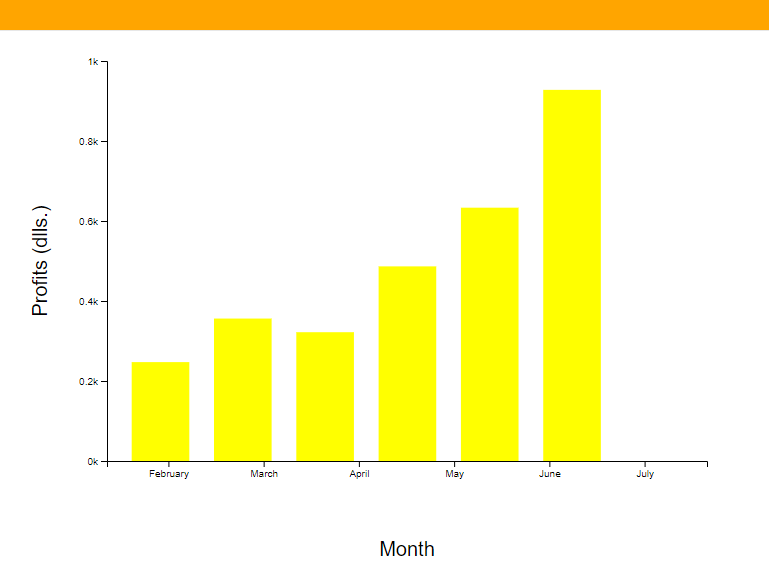 1k
0.8k
0.6k
0.4k
0.2k
0k
Profits (dlls.)
February March April May June July
Month